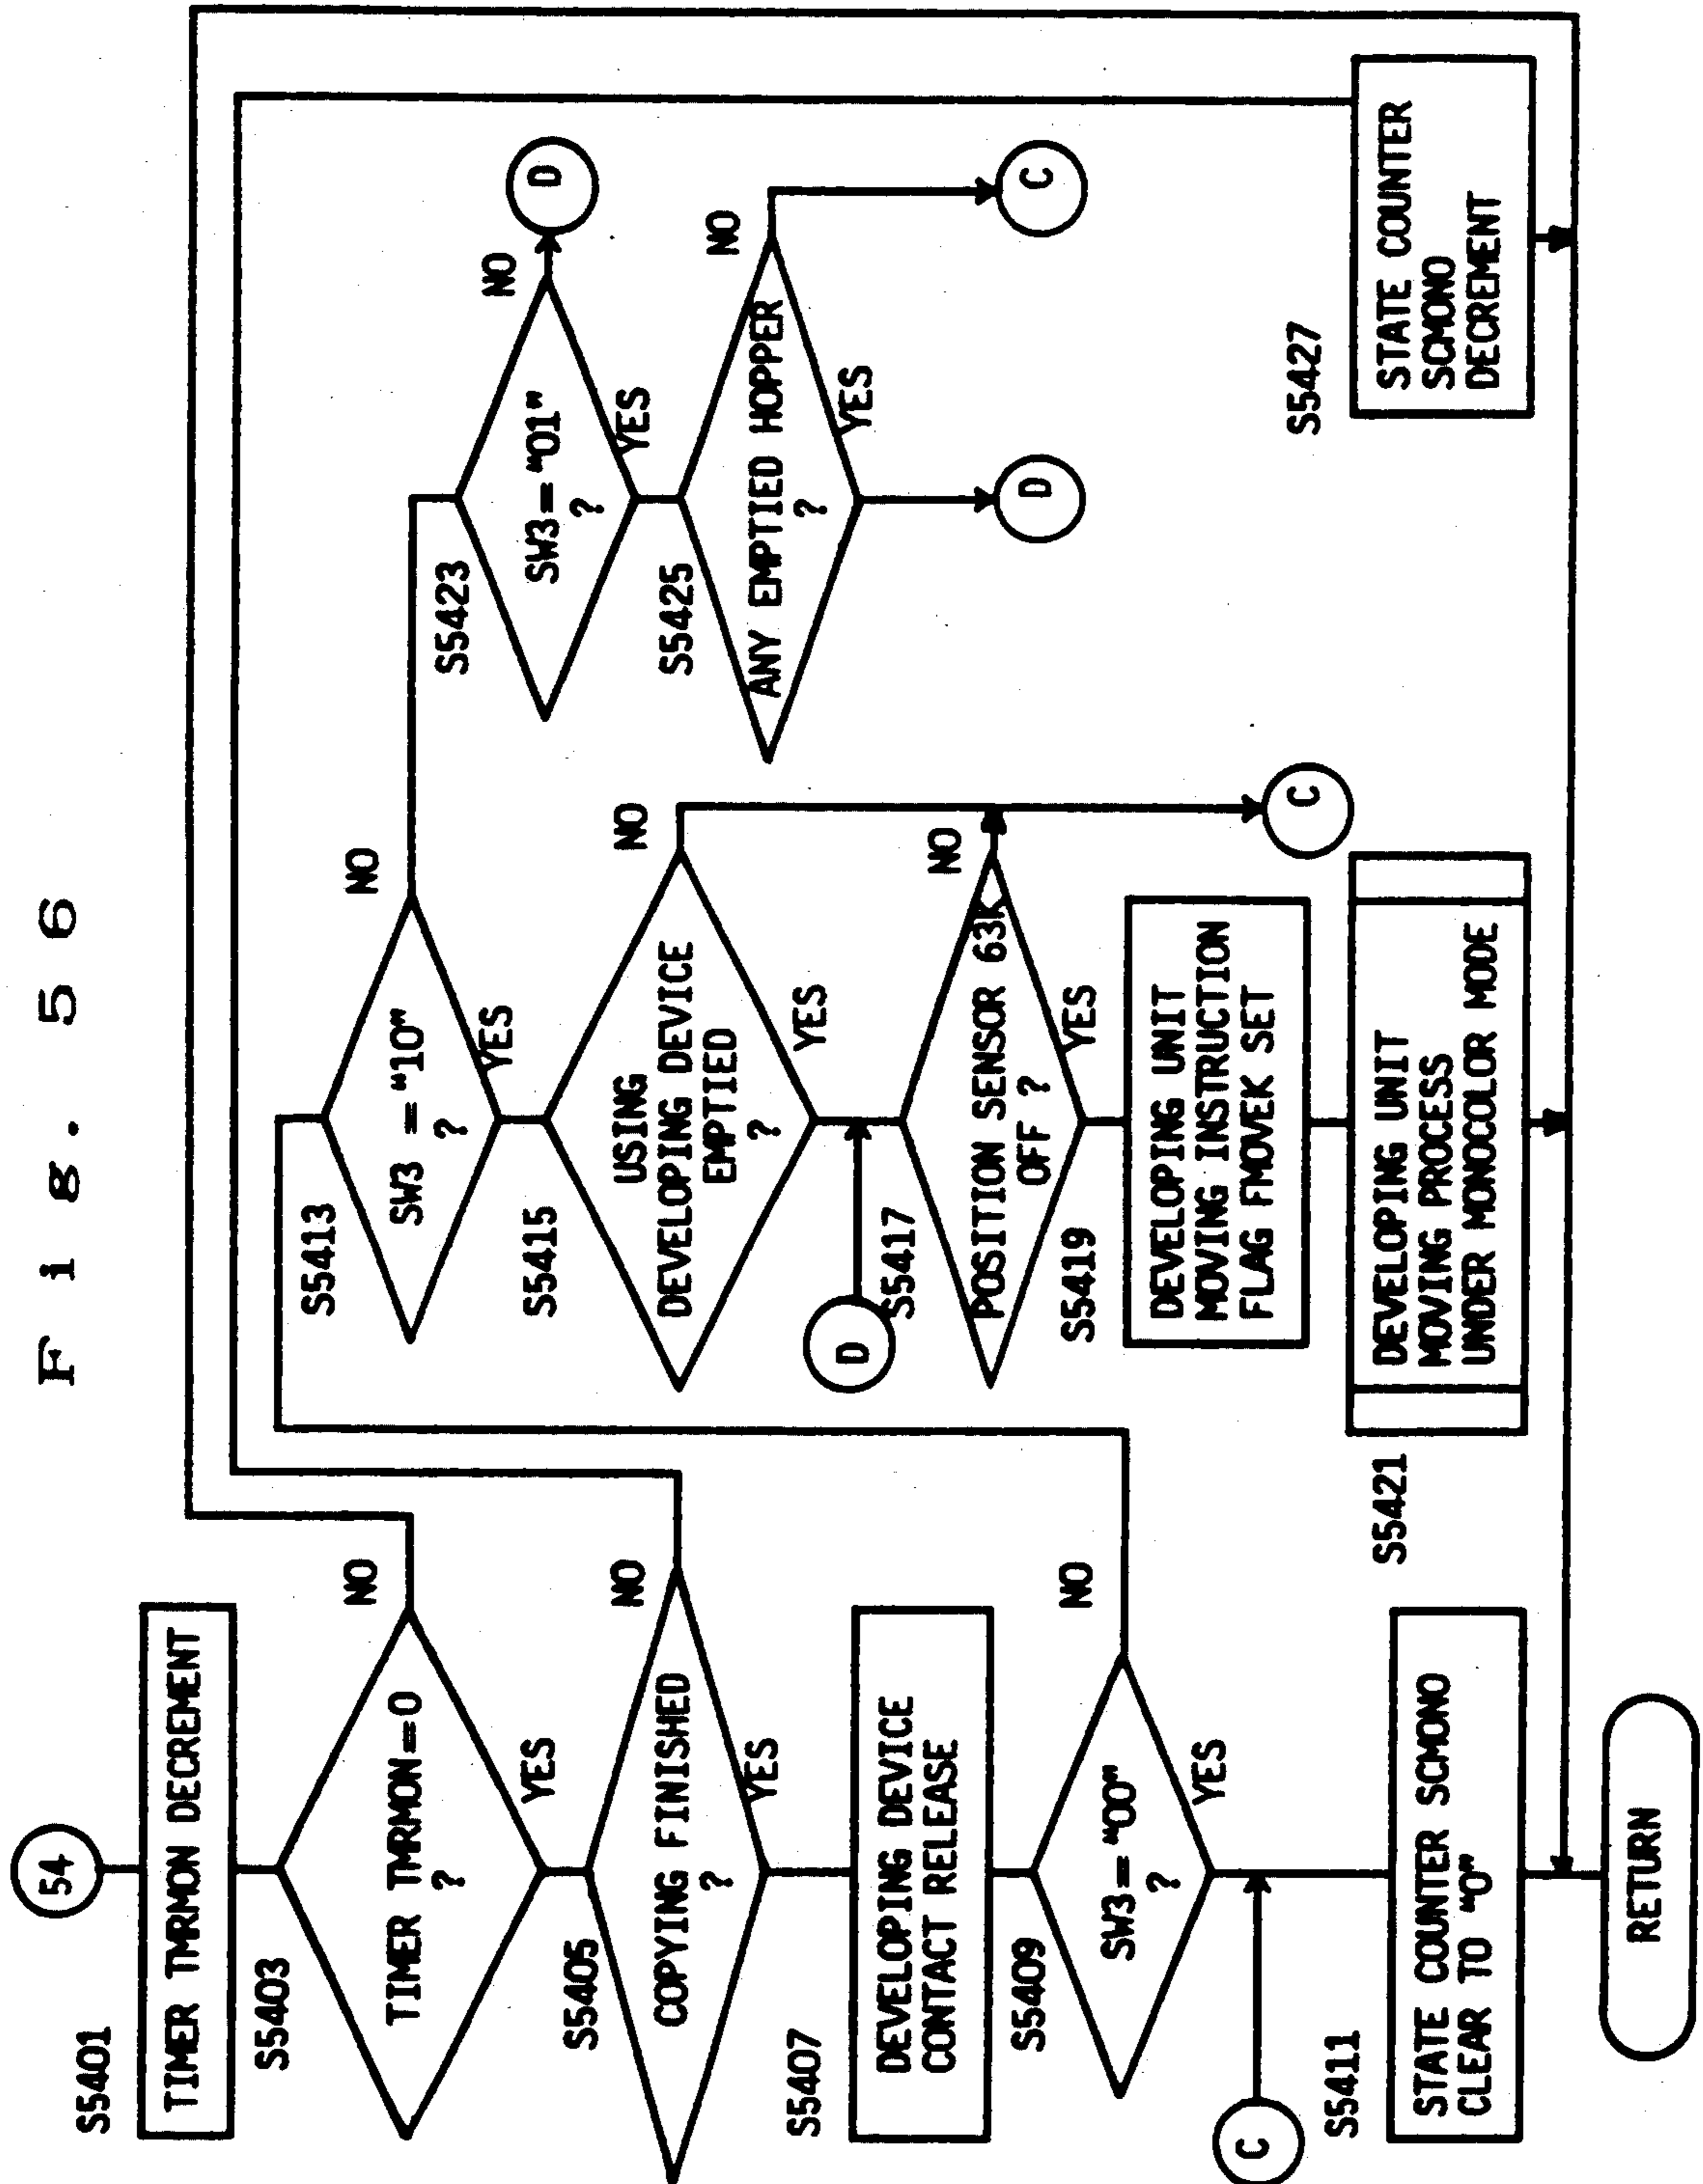 Fig. 56
54
S5401
TIMER TMRMON DECREMENT
S5403
TIMER TMRMON=0
?
NO
YES
S5405
COPYING FINISHED
?
NO
YES
S5407
DEVELOPING DEVICE
CONTACT RELEASE
S5409
SW3="00"
?
NO
YES
C
S5411
STATE COUNTER SCMONO
CLEAR TO "0"
RETURN
S5413
SW3="10"
?
NO
YES
S5415
USING
DEVELOPING DEVICE
EMPTIED
?
NO
YES
D
S5417
POSITION SENSOR 63K
OFF ?
NO
YES
C
S5419
DEVELOPING UNIT
MOVING INSTRUCTION
FLAG FMOVEK SET
S5421
DEVELOPING UNIT
MOVING PROCESS
UNDER MONOCOLOR MODE
S5423
SW3="01"
?
NO
D
YES
S5425
ANY EMPTIED HOPPER
?
NO
C
YES
D
S5427
STATE COUNTER
SCMONO
DECREMENT